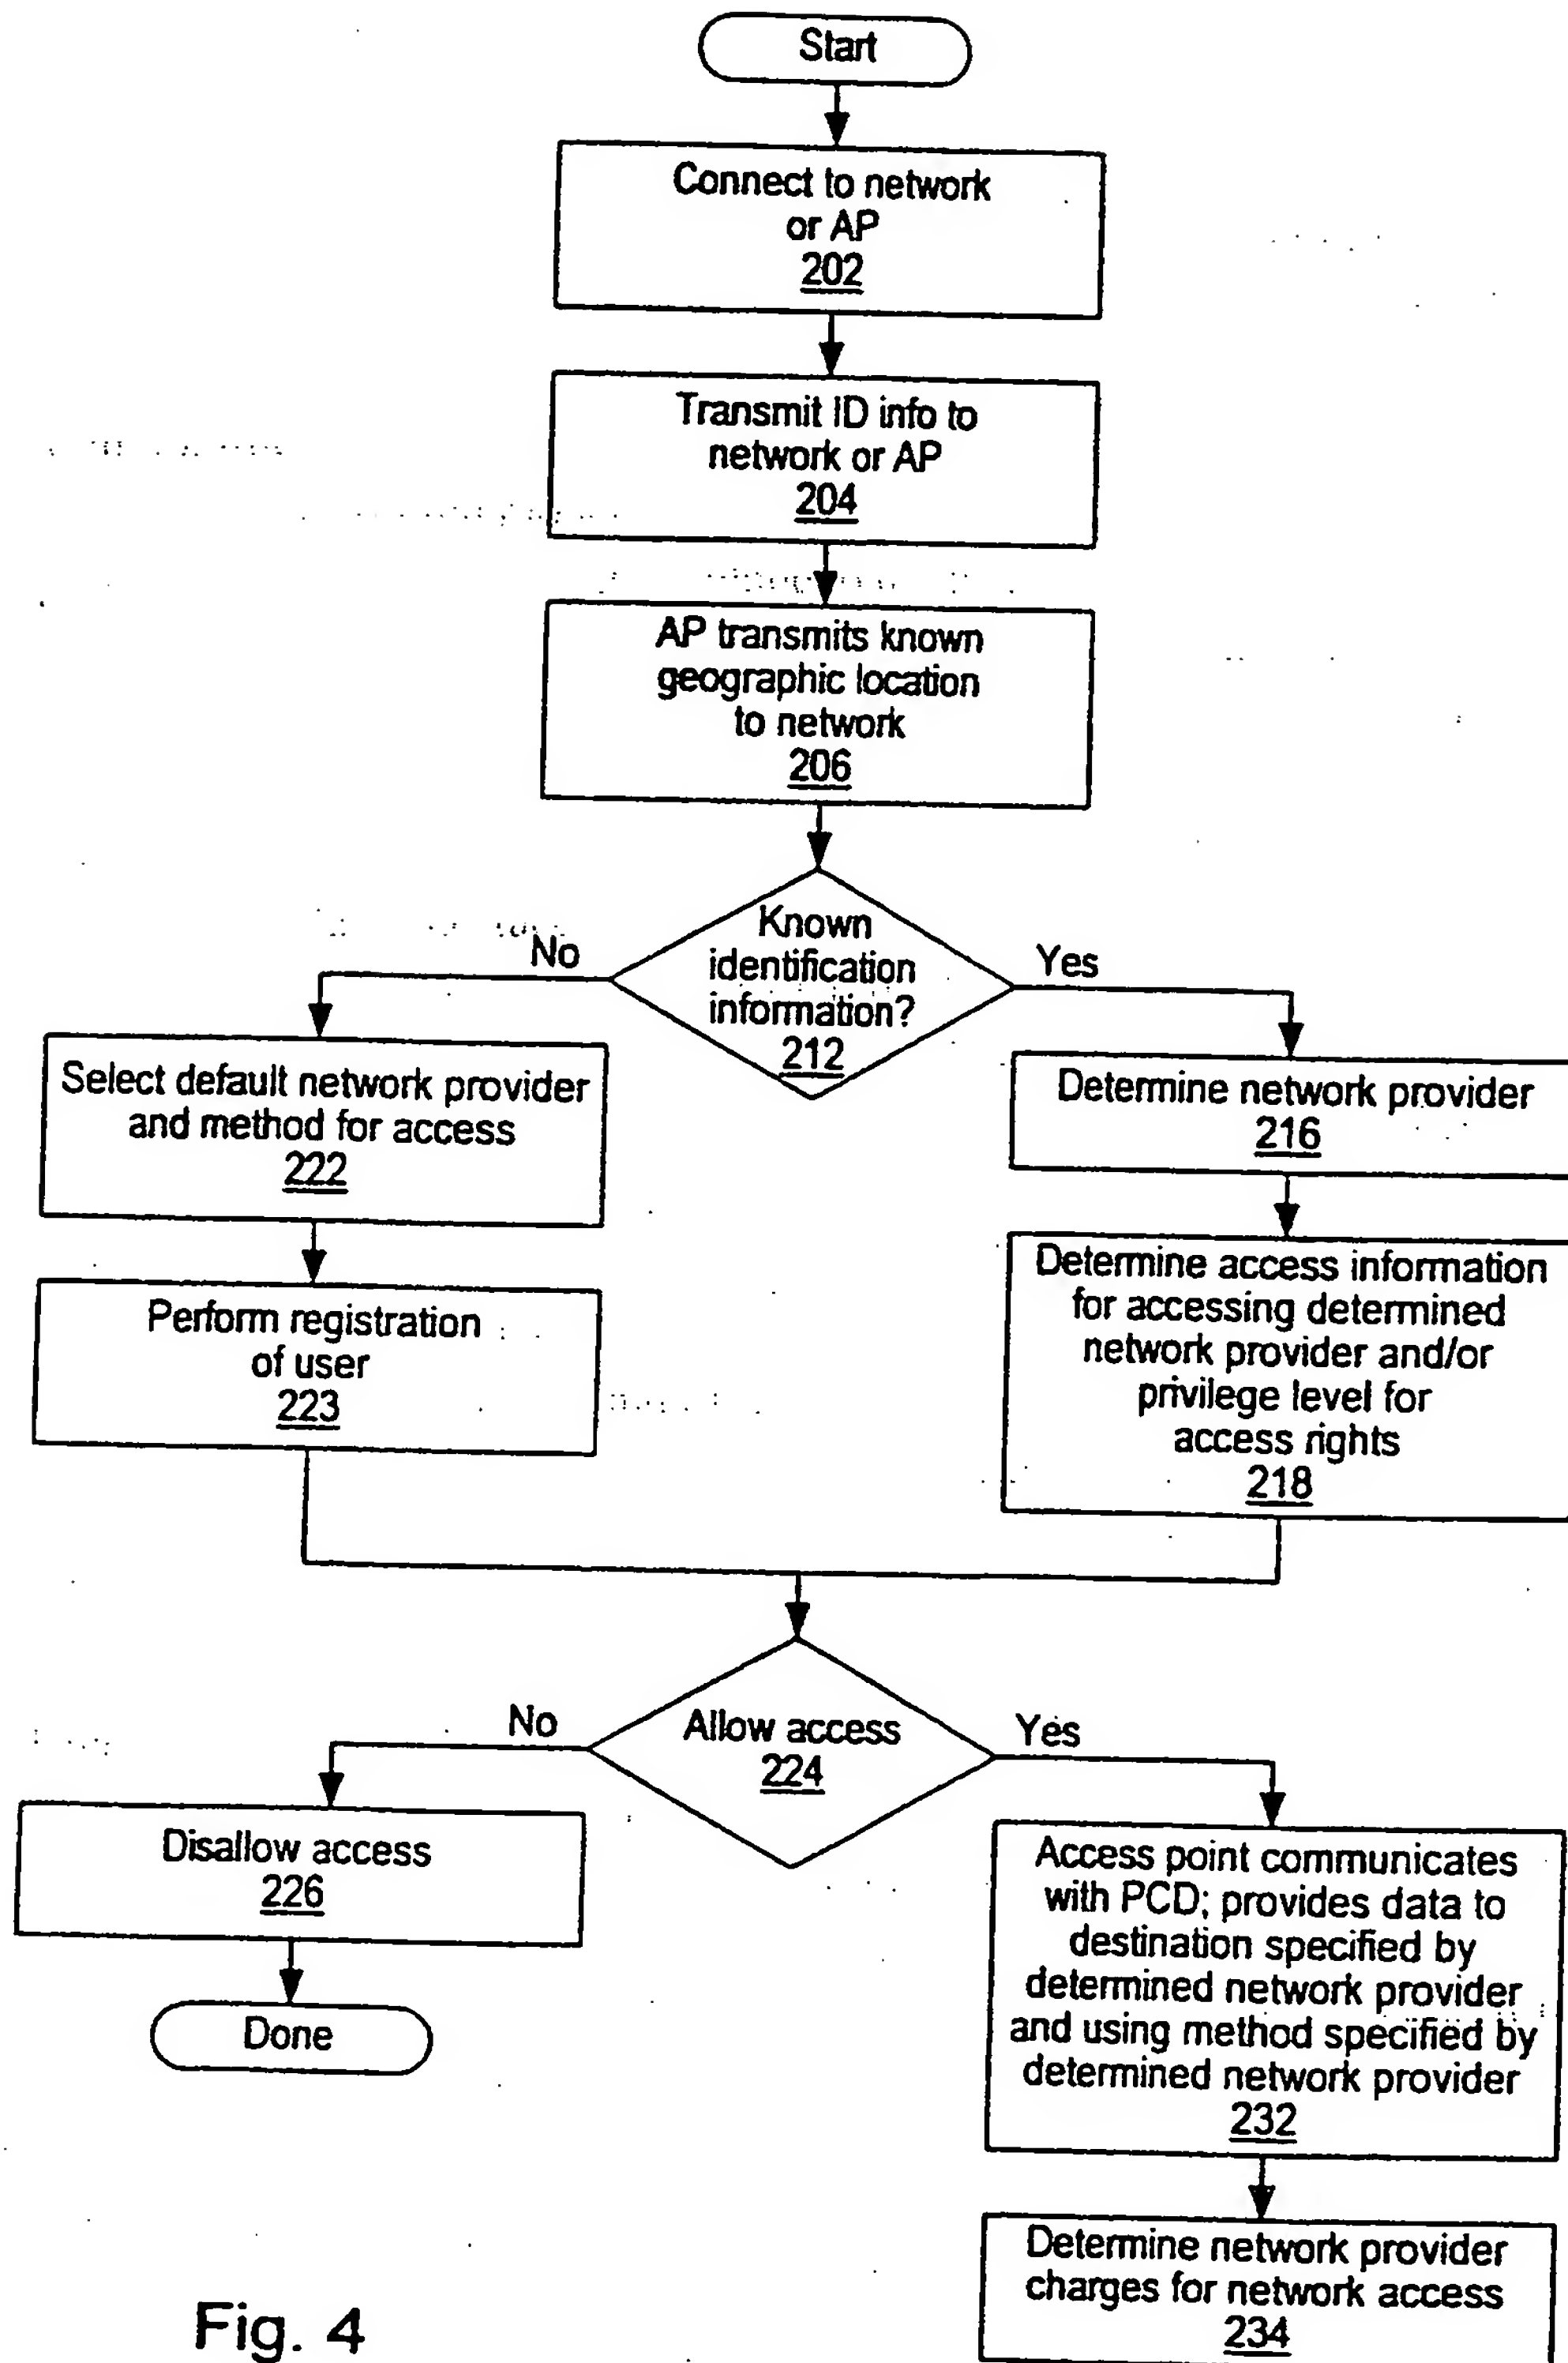 Start
Connect to network
or AP
202
Transmit ID info to
network or AP
204
AP transmits known
geographic location
to network
206
Known
identification
information?
212
No
Yes
Select default network provider
and method for access
222
Perform registration
of user
223
Determine network provider
216
Determine access information
for accessing determined
network provider and/or
privilege level for
access rights
218
Allow access
224
No
Yes
Disallow access
226
Done
Access point communicates
with PCD; provides data to
destination specified by
determined network provider
and using method specified by
determined network provider
232
Determine network provider
charges for network access
234
Fig. 4